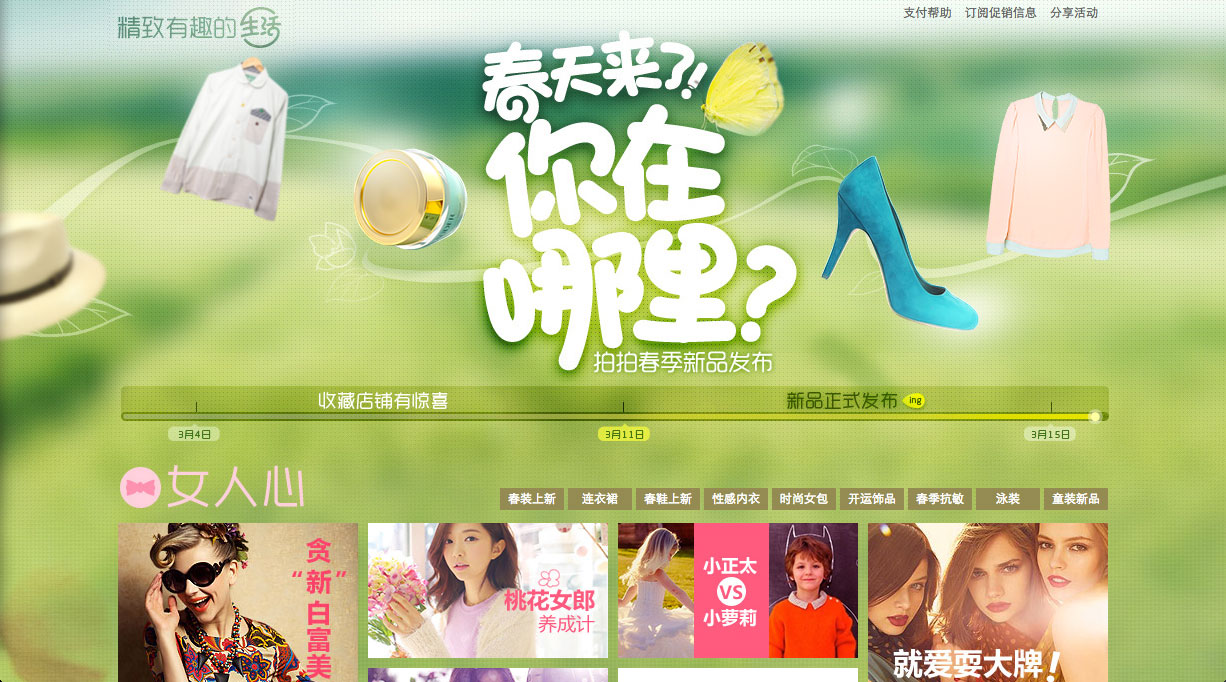 精致有趣的生活
支付帮助 订阅促销信息 分享活动
春天来?!
你在
哪里?
拍拍春季新品发布
收藏店铺有惊喜
新品正式发布 ing
3月4日
3月11日
3月15日
女人心
春装上新 连衣裙 春鞋上新 性感内衣 时尚女包 开运饰品 春季抗敏 泳装 童装新品
贪
“新”
白
富
美
桃花女郎
养成计
小正太
VS
小萝莉
就爱耍大牌!